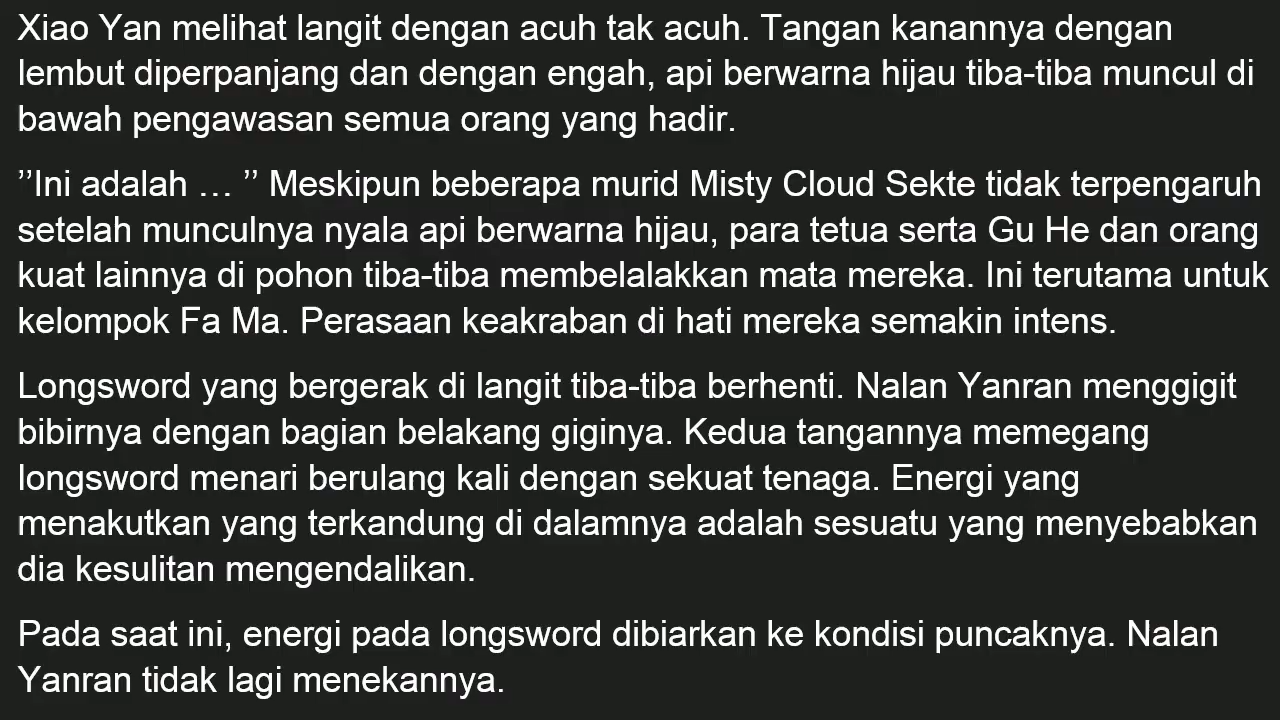 Xiao Yan melihat langit dengan acuh tak acuh. Tangan kanannya dengan
lembut diperpanjang dan dengan engah, api berwarna hijau tiba-tiba muncul di
bawah pengawasan semua orang yang hadir.
’’Ini adalah … ’’ Meskipun beberapa murid Misty Cloud Sekte tidak terpengaruh
setelah munculnya nyala api berwarna hijau, para tetua serta Gu He dan orang
kuat lainnya di pohon tiba-tiba membelalakkan mata mereka. Ini terutama untuk
kelompok Fa Ma. Perasaan keakraban di hati mereka semakin intens.
Longsword yang bergerak di langit tiba-tiba berhenti. Nalan Yanran menggigit
bibirnya dengan bagian belakang giginya. Kedua tangannya memegang
longsword menari berulang kali dengan sekuat tenaga. Energi yang
menakutkan yang terkandung di dalamnya adalah sesuatu yang menyebabkan
dia kesulitan mengendalikan.
Pada saat ini, energi pada longsword dibiarkan ke kondisi puncaknya. Nalan
Yanran tidak lagi menekannya.